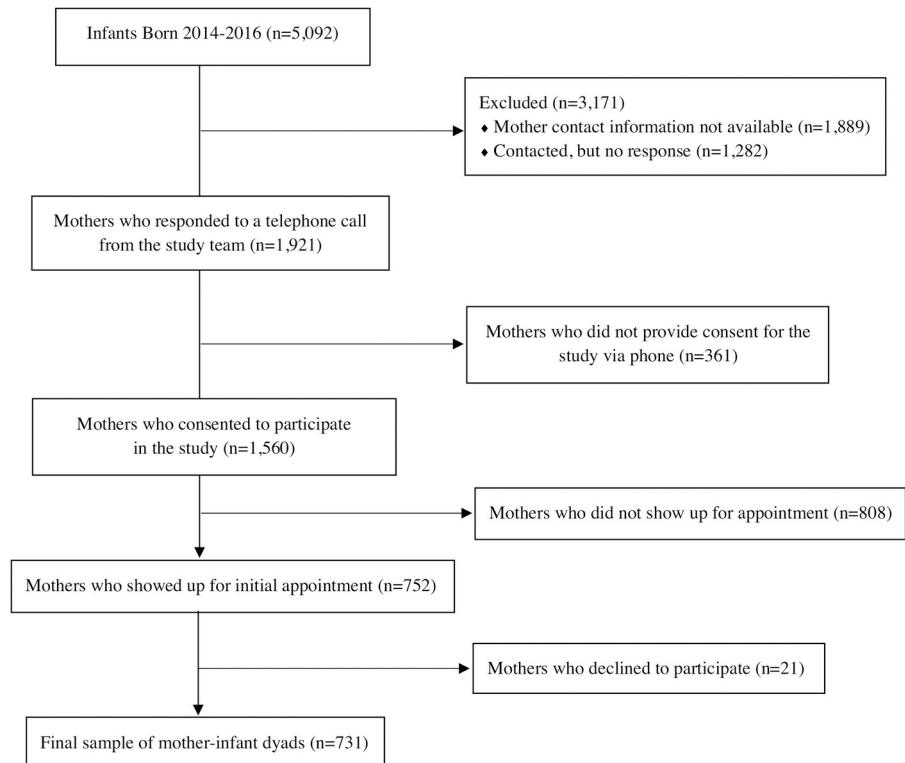 Infants Born 2014-2016 (n=5,092)
Excluded (n=3,171)
♦ Mother contact information not available (n=1,889)
♦ Contacted, but no response (n=1,282)
Mothers who responded to a telephone call
from the study team (n=1,921)
Mothers who did not provide consent for the
study via phone (n=361)
Mothers who consented to participate
in the study (n=1,560)
Mothers who did not show up for appointment (n=808)
Mothers who showed up for initial appointment (n=752)
Mothers who declined to participate (n=21)
Final sample of mother-infant dyads (n=731)